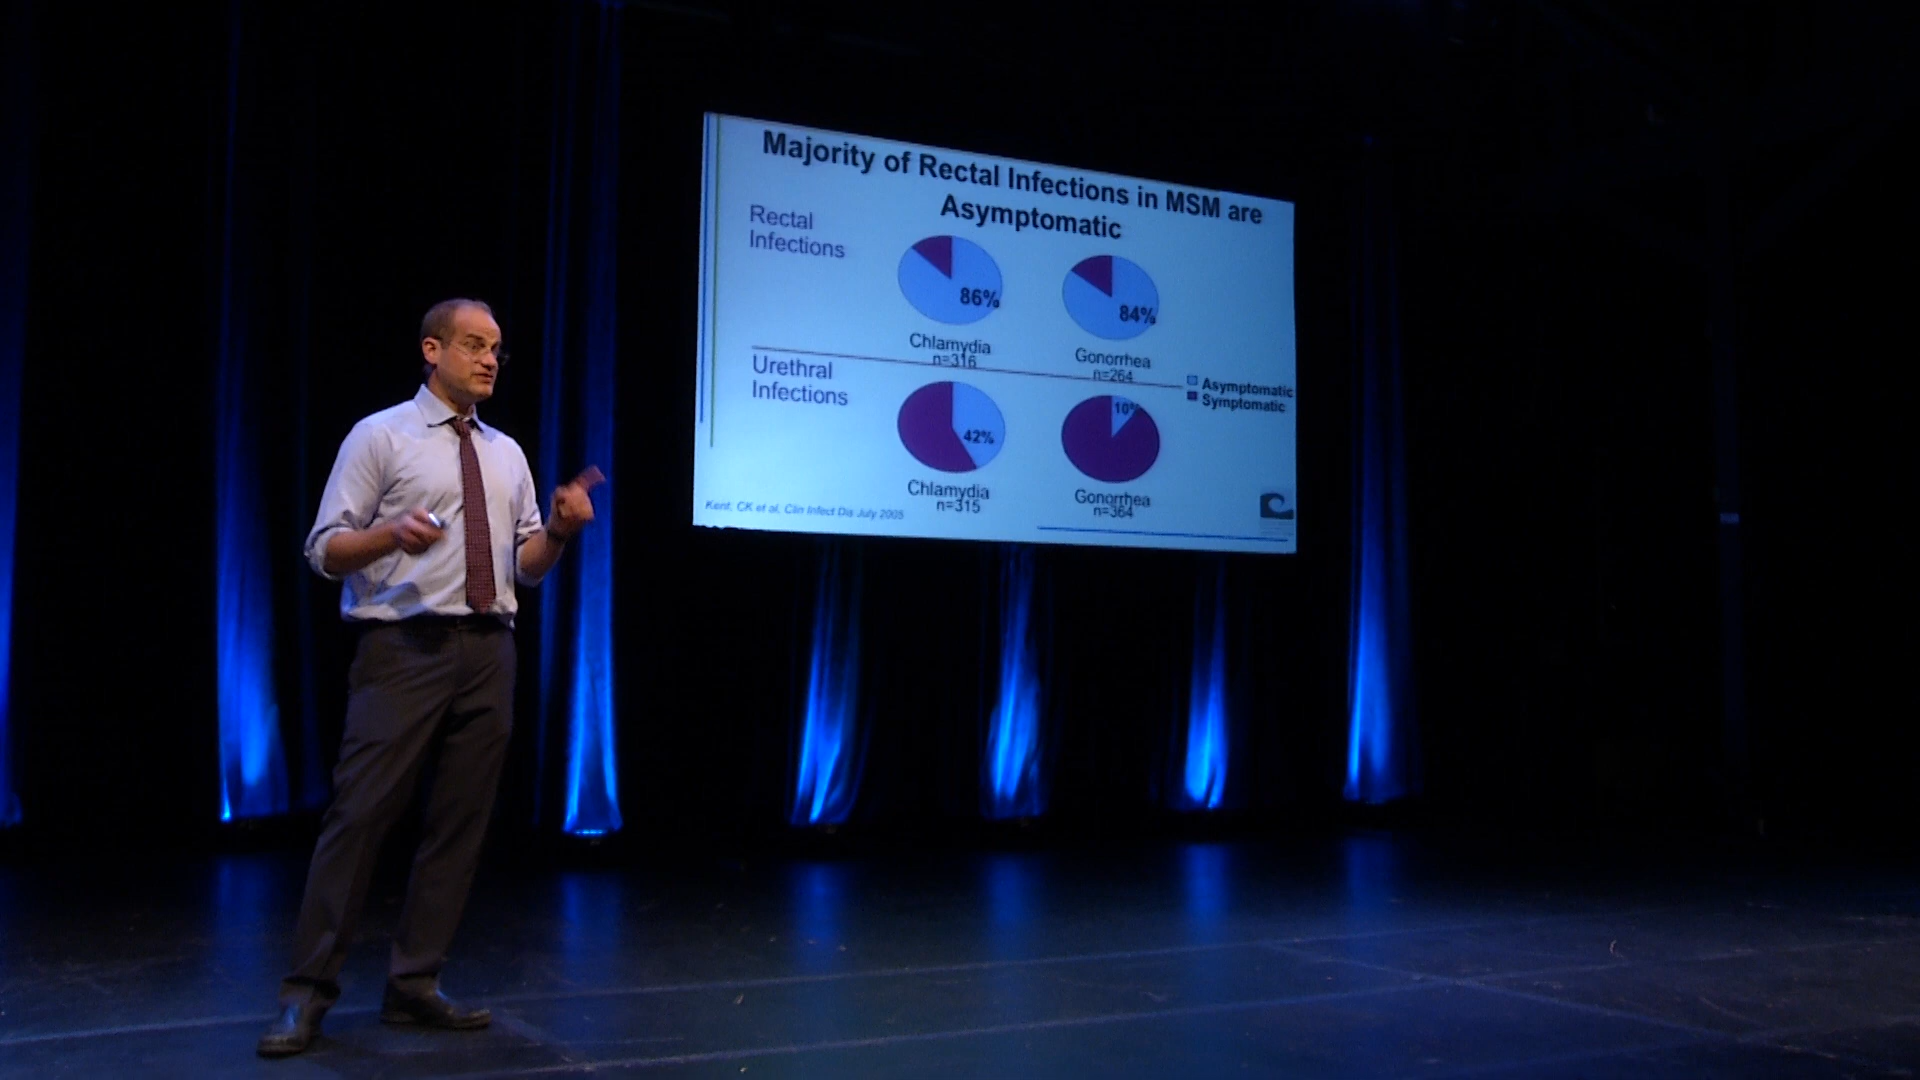 Majority of Rectal Infections in MSM are
Asymptomatic
Rectal
Infections
86%
84%
Chlamydia
n=316
Gonorrhea
n=264
Urethral
Infections
Asymptomatic
Symptomatic
42%
10%
Chlamydia
n=315
Gonorrhea
n=364
Kent, CK et al, Clin Infect Dis July 2005